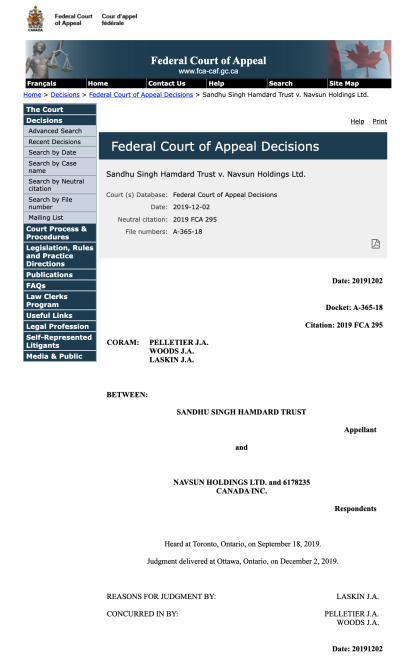 Federal Court Cour d'appel
of Appeal fédérale
CANADA
Federal Court of Appeal
www.fca-caf.gc.ca
Français Home Contact Us Help Search Site Map
Home > Decisions > Federal Court of Appeal Decisions > Sandhu Singh Hamdard Trust v. Navsun Holdings Ltd.
The Court
Decisions
Advanced Search
Recent Decisions
Search by Date
Search by Case
name
Search by Neutral
citation
Search by File
number
Mailing List
Court Process &
Procedures
Legislation, Rules
and Practice
Directions
Publications
FAQs
Law Clerks
Program
Useful Links
Legal Profession
Self-Represented
Litigants
Media & Public
Help Print
Federal Court of Appeal Decisions
Sandhu Singh Hamdard Trust v. Navsun Holdings Ltd.
Court (s) Database: Federal Court of Appeal Decisions
Date: 2019-12-02
Neutral citation: 2019 FCA 295
File numbers: A-365-18
Date: 20191202
Docket: A-365-18
Citation: 2019 FCA 295
CORAM: PELLETIER J.A.
WOODS J.A.
LASKIN J.A.
BETWEEN:
SANDHU SINGH HAMDARD TRUST
Appellant
and
NAVSUN HOLDINGS LTD. and 6178235
CANADA INC.
Respondents
Heard at Toronto, Ontario, on September 18, 2019.
Judgment delivered at Ottawa, Ontario, on December 2, 2019.
REASONS FOR JUDGMENT BY: LASKIN J.A.
CONCURRED IN BY: PELLETIER J.A.
WOODS J.A.
Date: 20191202